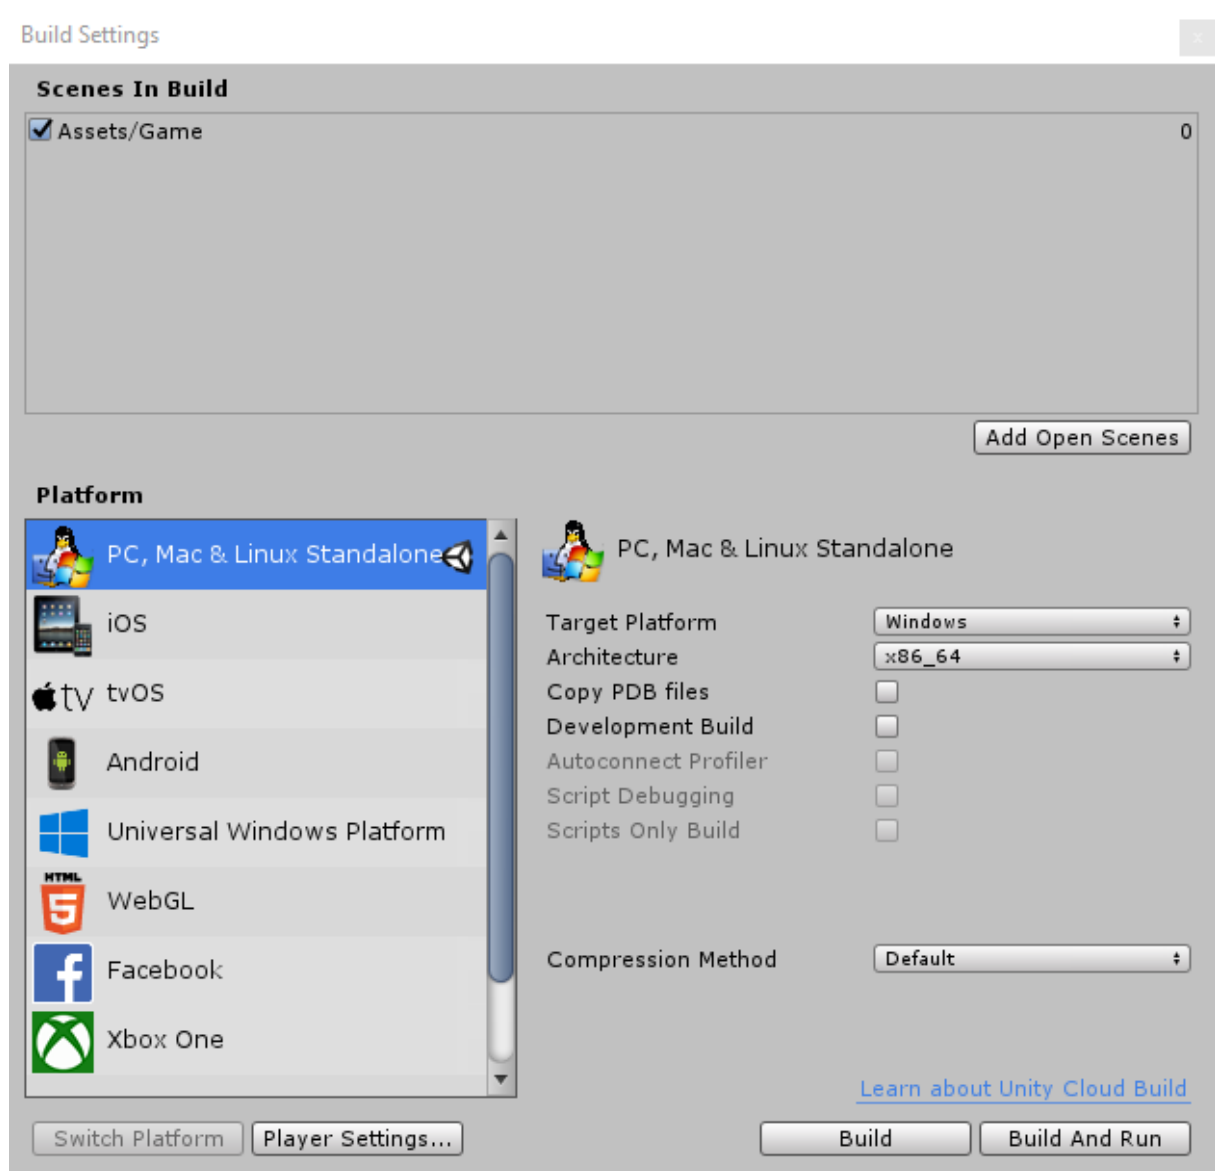 Build Settings
x
Scenes In Build
Assets/Game 0
Add Open Scenes
Platform
PC, Mac & Linux Standalone
iOS
tv tvOS
Android
Universal Windows Platform
HTML 5 WebGL
f Facebook
Xbox One
PC, Mac & Linux Standalone
Target Platform Windows
Architecture x86_64
Copy PDB files
Development Build
Autoconnect Profiler
Script Debugging
Scripts Only Build
Compression Method Default
Learn about Unity Cloud Build
Switch Platform Player Settings... Build Build And Run